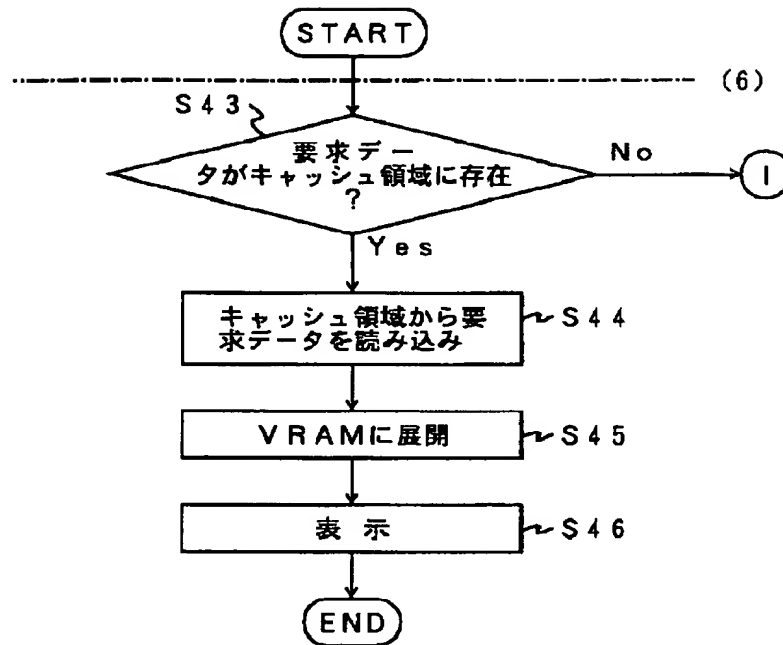 START
(6)
S43
要求デー
タがキャッシュ領域に存在
?
No
1
Yes
キャッシュ領域から要
求データを読み込み
S44
VRAMに展開
S45
表示
S46
END